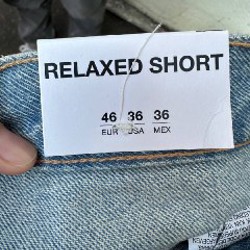 RELAXED SHORT
46 36 36
EUR USA MEX